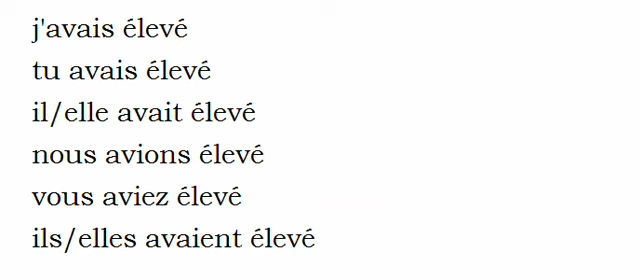 j'avais élevé
tu avais élevé
il/elle avait élevé
nous avions élevé
vous aviez élevé
ils/elles avaient élevé